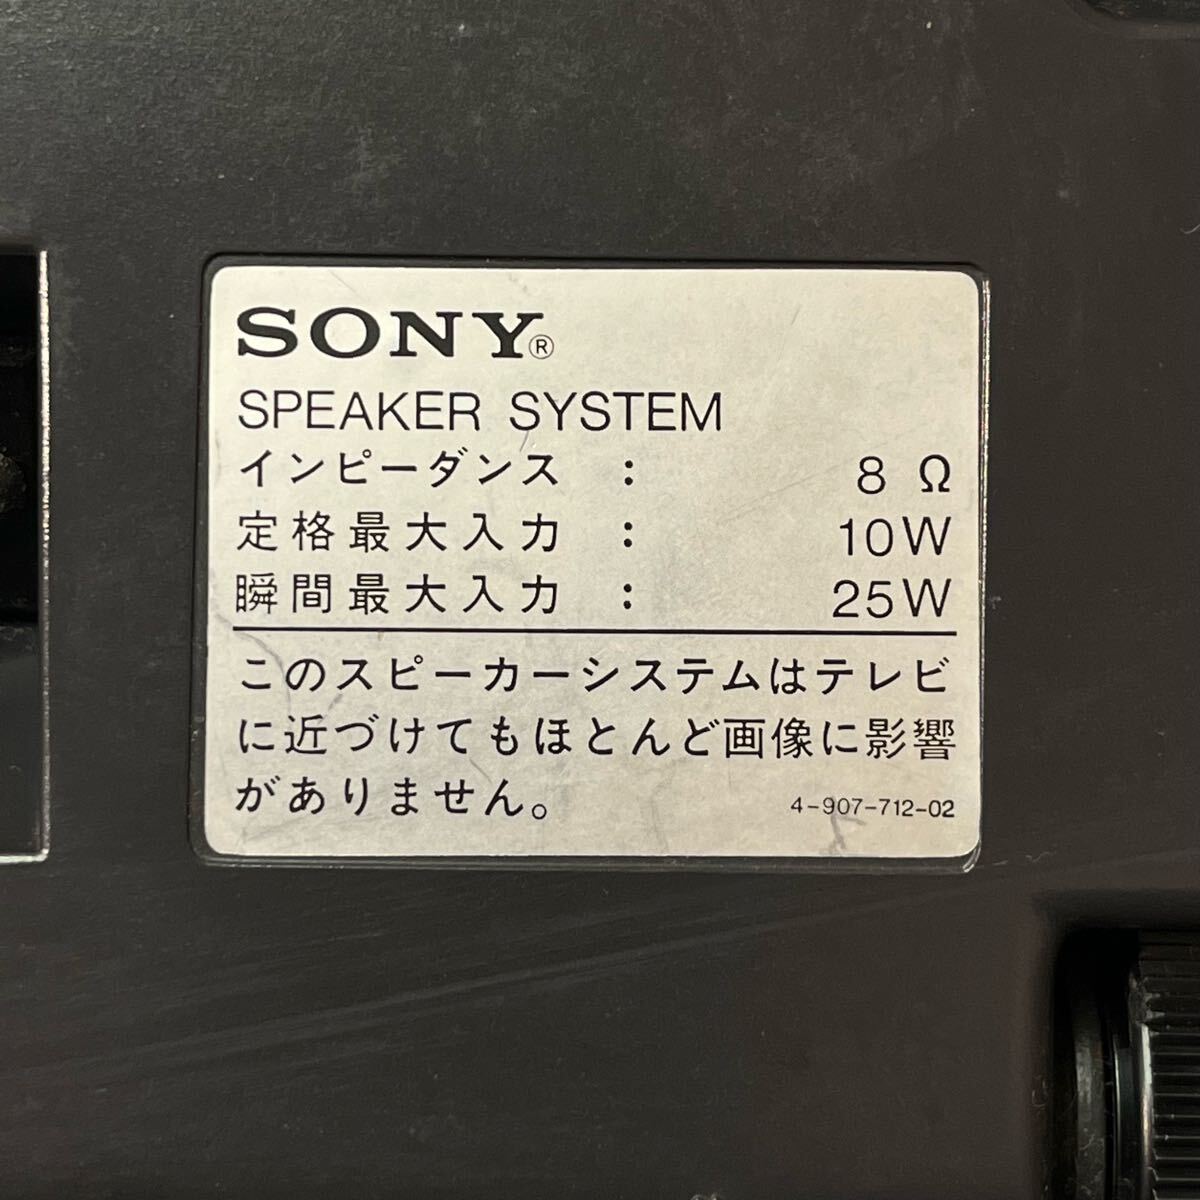 SONY®
SPEAKER SYSTEM
インピーダンス : 8 Ω
定格最大入力 : 10W
瞬間最大入力 : 25W
このスピーカーシステムはテレビ
に近づけてもほとんど画像に影響
がありません。 4-907-712-02